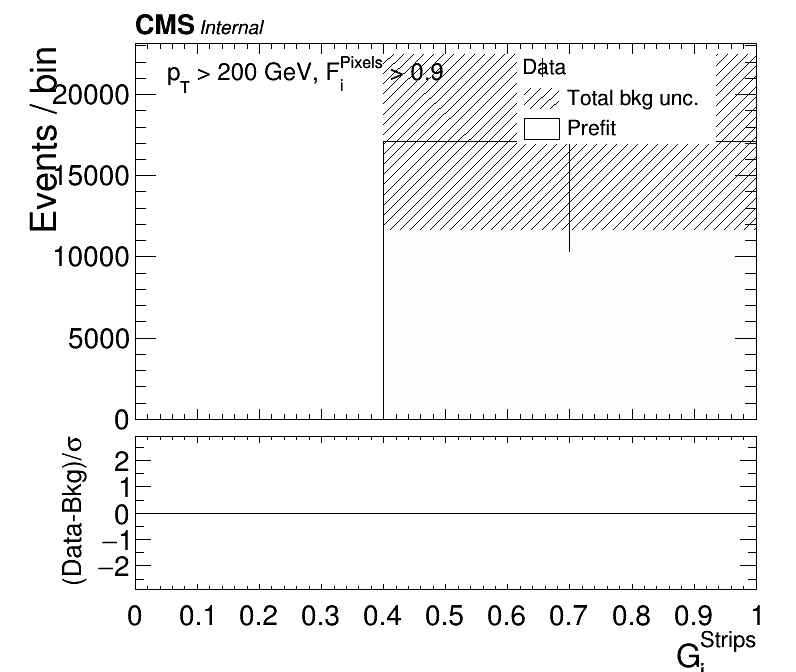 CMS Internal
p_T > 200 GeV, F_i^Pixels > 0.9
Data
Total bkg unc.
Prefit
Events / bin
20000
15000
10000
5000
0
(Data-Bkg)/σ
2
1
0
−1
−2
0 0.1 0.2 0.3 0.4 0.5 0.6 0.7 0.8 0.9 1
G_i^Strips